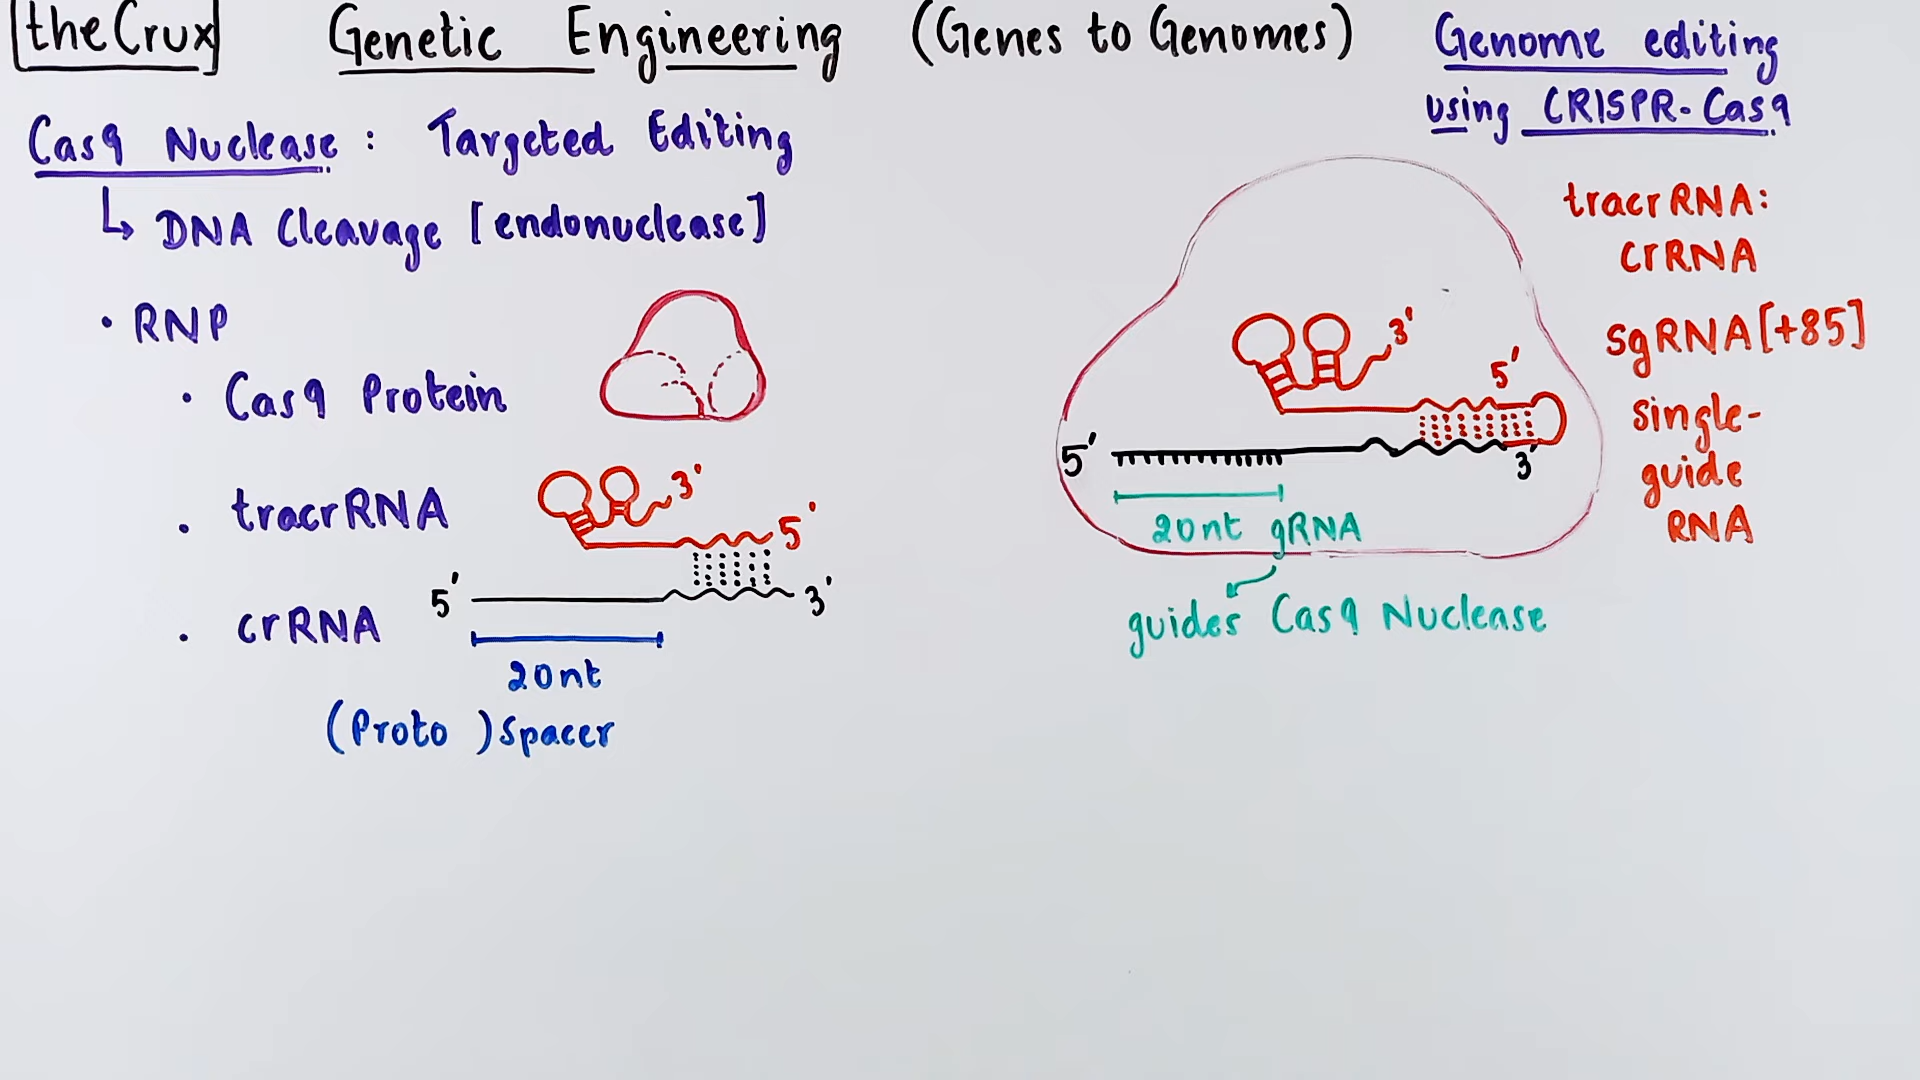 theCrux
Genetic Engineering (Genes to Genomes)
Genome editing
using CRISPR-Cas9
Cas9 Nuclease : Targeted Editing
↳ DNA Cleavage [endonuclease]
• RNP
• Cas9 Protein
• tracrRNA
3'
5'
• crRNA
5'
3'
20nt
(Proto )Spacer
tracrRNA:
crRNA
sgRNA[+85]
single-
guide
RNA
3'
5'
5'
3'
20nt gRNA
guides Cas9 Nuclease